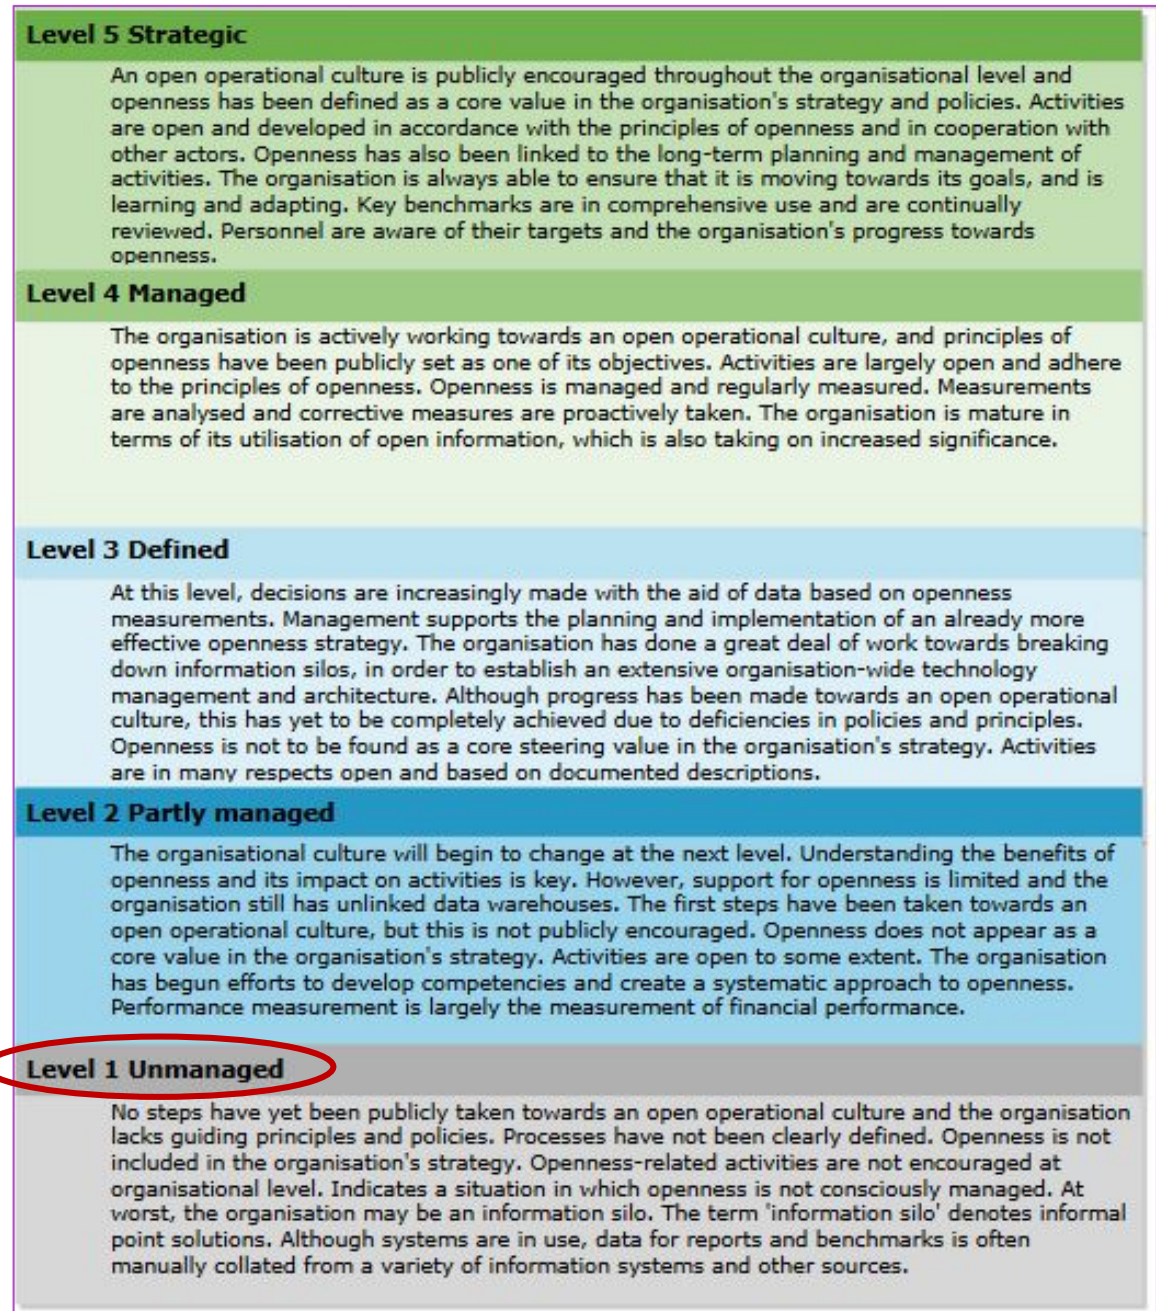 Level 5 Strategic
An open operational culture is publicly encouraged throughout the organisational level and
openness has been defined as a core value in the organisation's strategy and policies. Activities
are open and developed in accordance with the principles of openness and in cooperation with
other actors. Openness has also been linked to the long-term planning and management of
activities. The organisation is always able to ensure that it is moving towards its goals, and is
learning and adapting. Key benchmarks are in comprehensive use and are continually
reviewed. Personnel are aware of their targets and the organisation's progress towards
openness.
Level 4 Managed
The organisation is actively working towards an open operational culture, and principles of
openness have been publicly set as one of its objectives. Activities are largely open and adhere
to the principles of openness. Openness is managed and regularly measured. Measurements
are analysed and corrective measures are proactively taken. The organisation is mature in
terms of its utilisation of open information, which is also taking on increased significance.
Level 3 Defined
At this level, decisions are increasingly made with the aid of data based on openness
measurements. Management supports the planning and implementation of an already more
effective openness strategy. The organisation has done a great deal of work towards breaking
down information silos, in order to establish an extensive organisation-wide technology
management and architecture. Although progress has been made towards an open operational
culture, this has yet to be completely achieved due to deficiencies in policies and principles.
Openness is not to be found as a core steering value in the organisation's strategy. Activities
are in many respects open and based on documented descriptions.
Level 2 Partly managed
The organisational culture will begin to change at the next level. Understanding the benefits of
openness and its impact on activities is key. However, support for openness is limited and the
organisation still has unlinked data warehouses. The first steps have been taken towards an
open operational culture, but this is not publicly encouraged. Openness does not appear as a
core value in the organisation's strategy. Activities are open to some extent. The organisation
has begun efforts to develop competencies and create a systematic approach to openness.
Performance measurement is largely the measurement of financial performance.
Level 1 Unmanaged
No steps have yet been publicly taken towards an open operational culture and the organisation
lacks guiding principles and policies. Processes have not been clearly defined. Openness is not
included in the organisation's strategy. Openness-related activities are not encouraged at
organisational level. Indicates a situation in which openness is not consciously managed. At
worst, the organisation may be an information silo. The term 'information silo' denotes informal
point solutions. Although systems are in use, data for reports and benchmarks is often
manually collated from a variety of information systems and other sources.